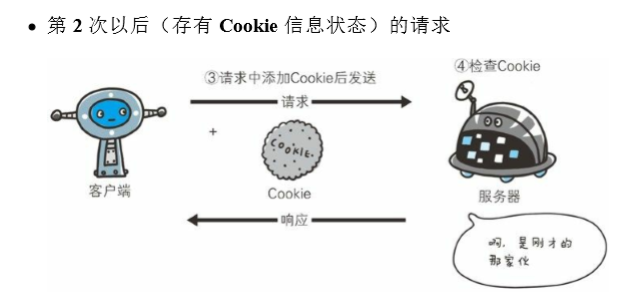 • 第 2 次以后（存有 Cookie 信息状态）的请求
③请求中添加Cookie后发送
④检查Cookie
请求
+
COOKIE.
客户端
Cookie
服务器
响应
啊，是刚才的
那家伙